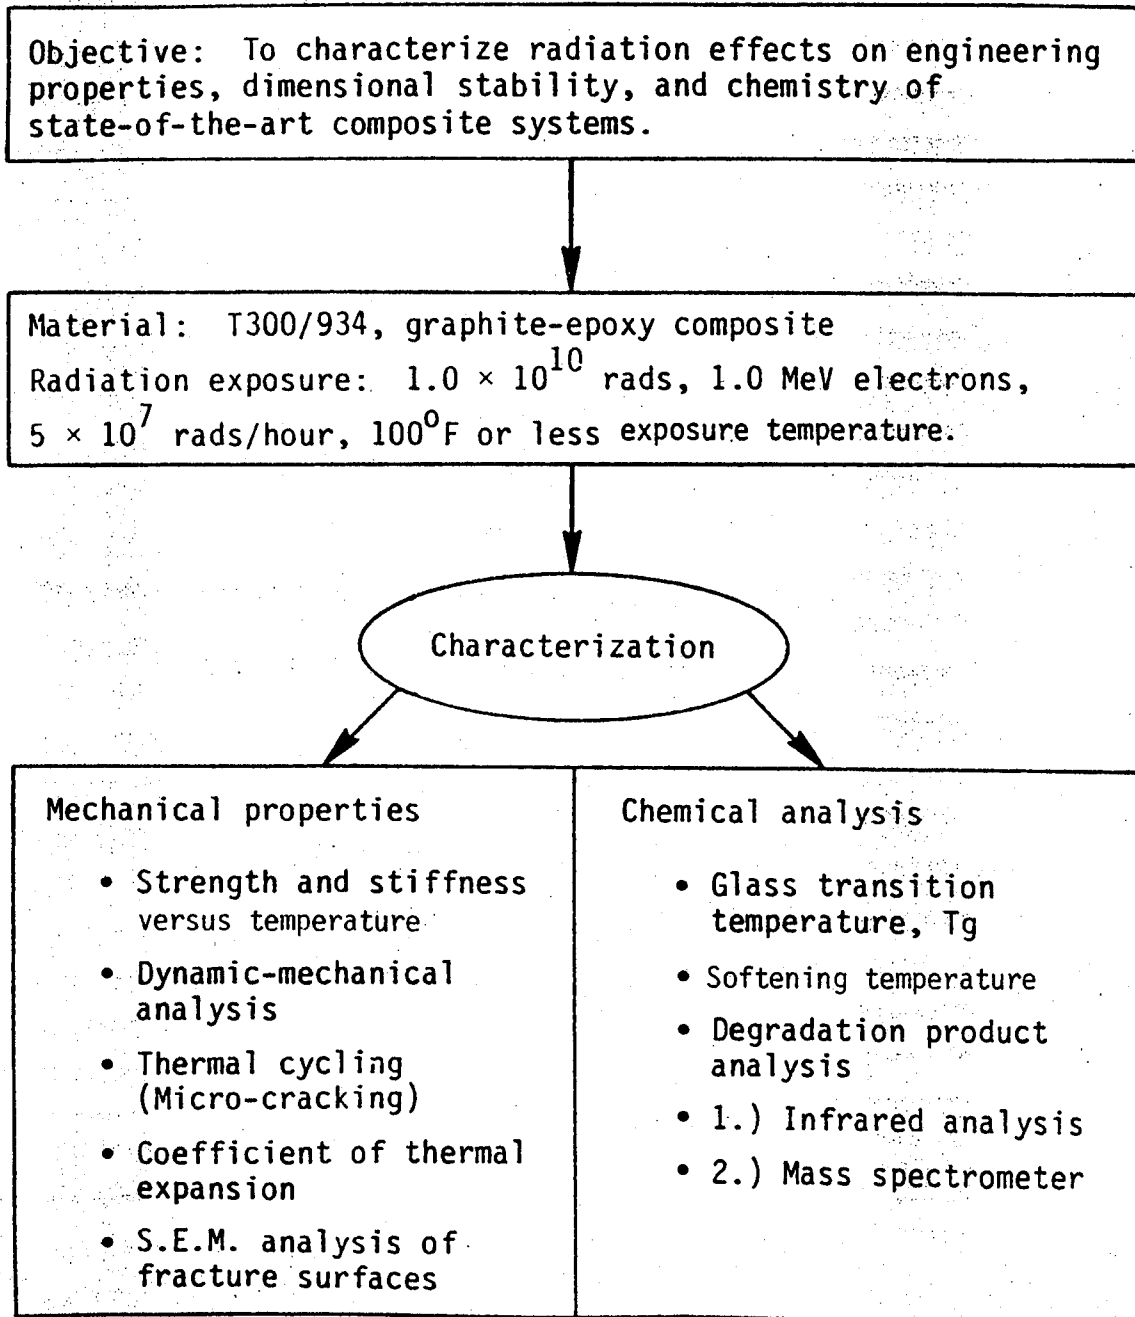 Objective: To characterize radiation effects on engineering
properties, dimensional stability, and chemistry of
state-of-the-art composite systems.
Material: T300/934, graphite-epoxy composite
Radiation exposure: 1.0 × 10¹⁰ rads, 1.0 MeV electrons,
5 × 10⁷ rads/hour, 100°F or less exposure temperature.
Characterization
Mechanical properties
• Strength and stiffness
versus temperature
• Dynamic-mechanical
analysis
• Thermal cycling
(Micro-cracking)
• Coefficient of thermal
expansion
• S.E.M. analysis of
fracture surfaces
Chemical analysis
• Glass transition
temperature, Tg
• Softening temperature
• Degradation product
analysis
• 1.) Infrared analysis
• 2.) Mass spectrometer